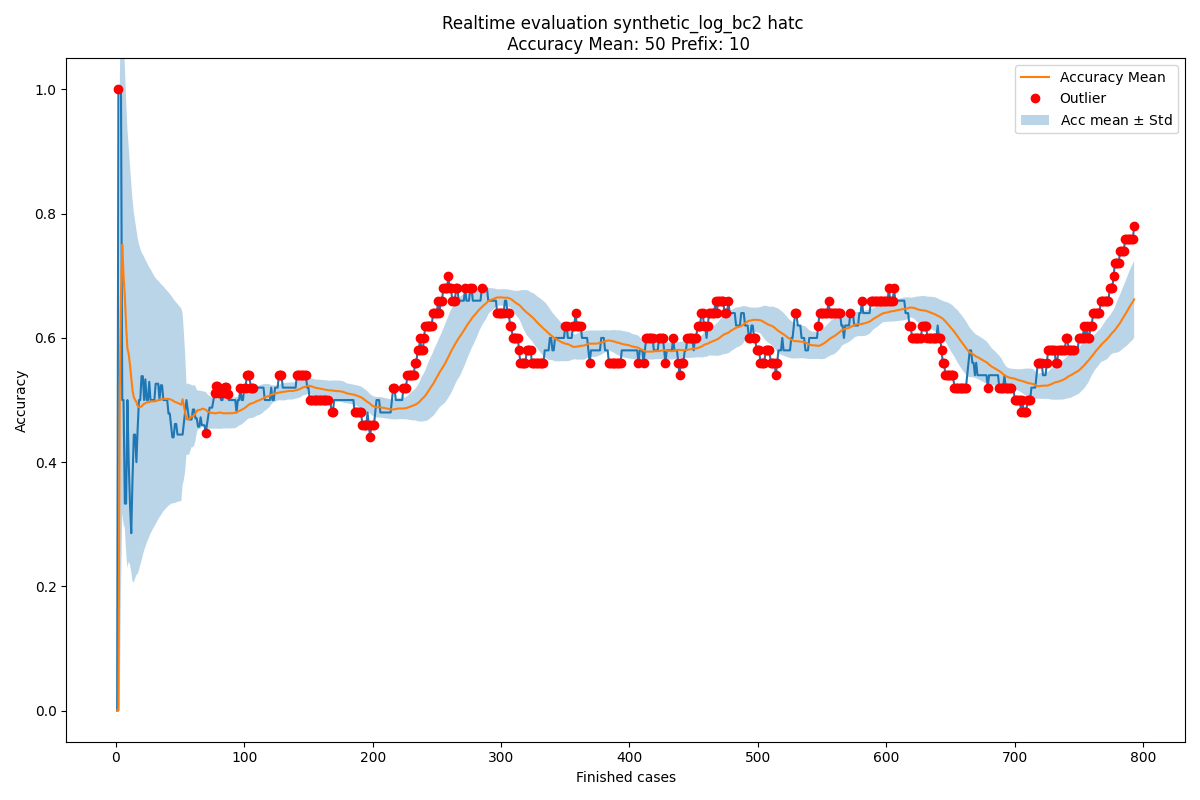 Realtime evaluation synthetic_log_bc2 hatc
Accuracy Mean: 50 Prefix: 10
Accuracy Mean
Outlier
Acc mean ± Std
1.0
0.8
0.6
0.4
0.2
0.0
Accuracy
0 100 200 300 400 500 600 700 800
Finished cases